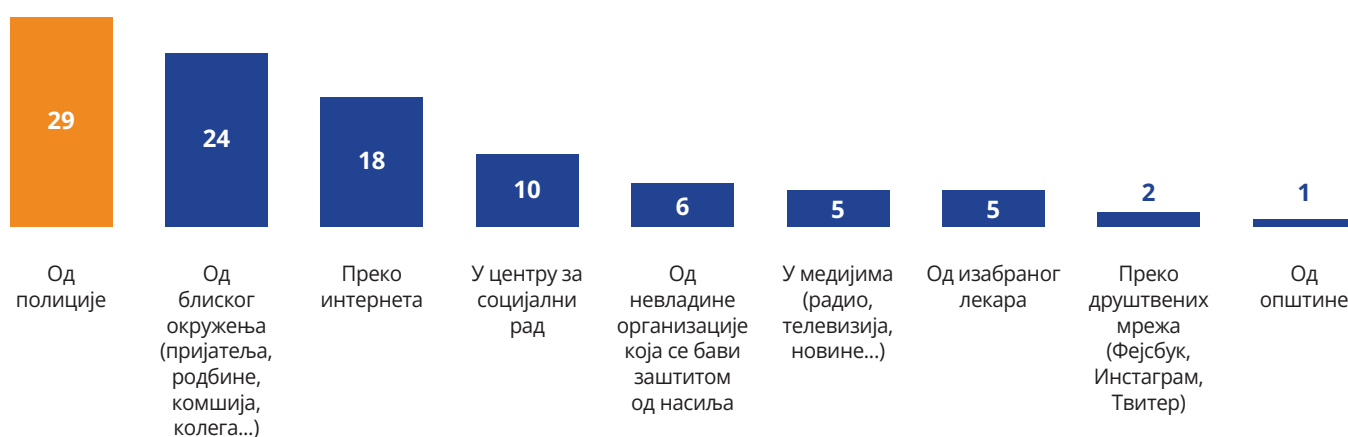 29
24
18
10
6
5
5
2
1
Од
полиције
Од
блиског
окружења
(пријатеља,
родбине,
комшија,
колега...)
Преко
интернета
У центру за
социјални
рад
Од
невладине
организације
која се бави
заштитом
од насиља
У медијима
(радио,
телевизија,
новине...)
Од изабраног
лекара
Преко
друштвених
мрежа
(Фејсбук,
Инстаграм,
Твитер)
Од
општине